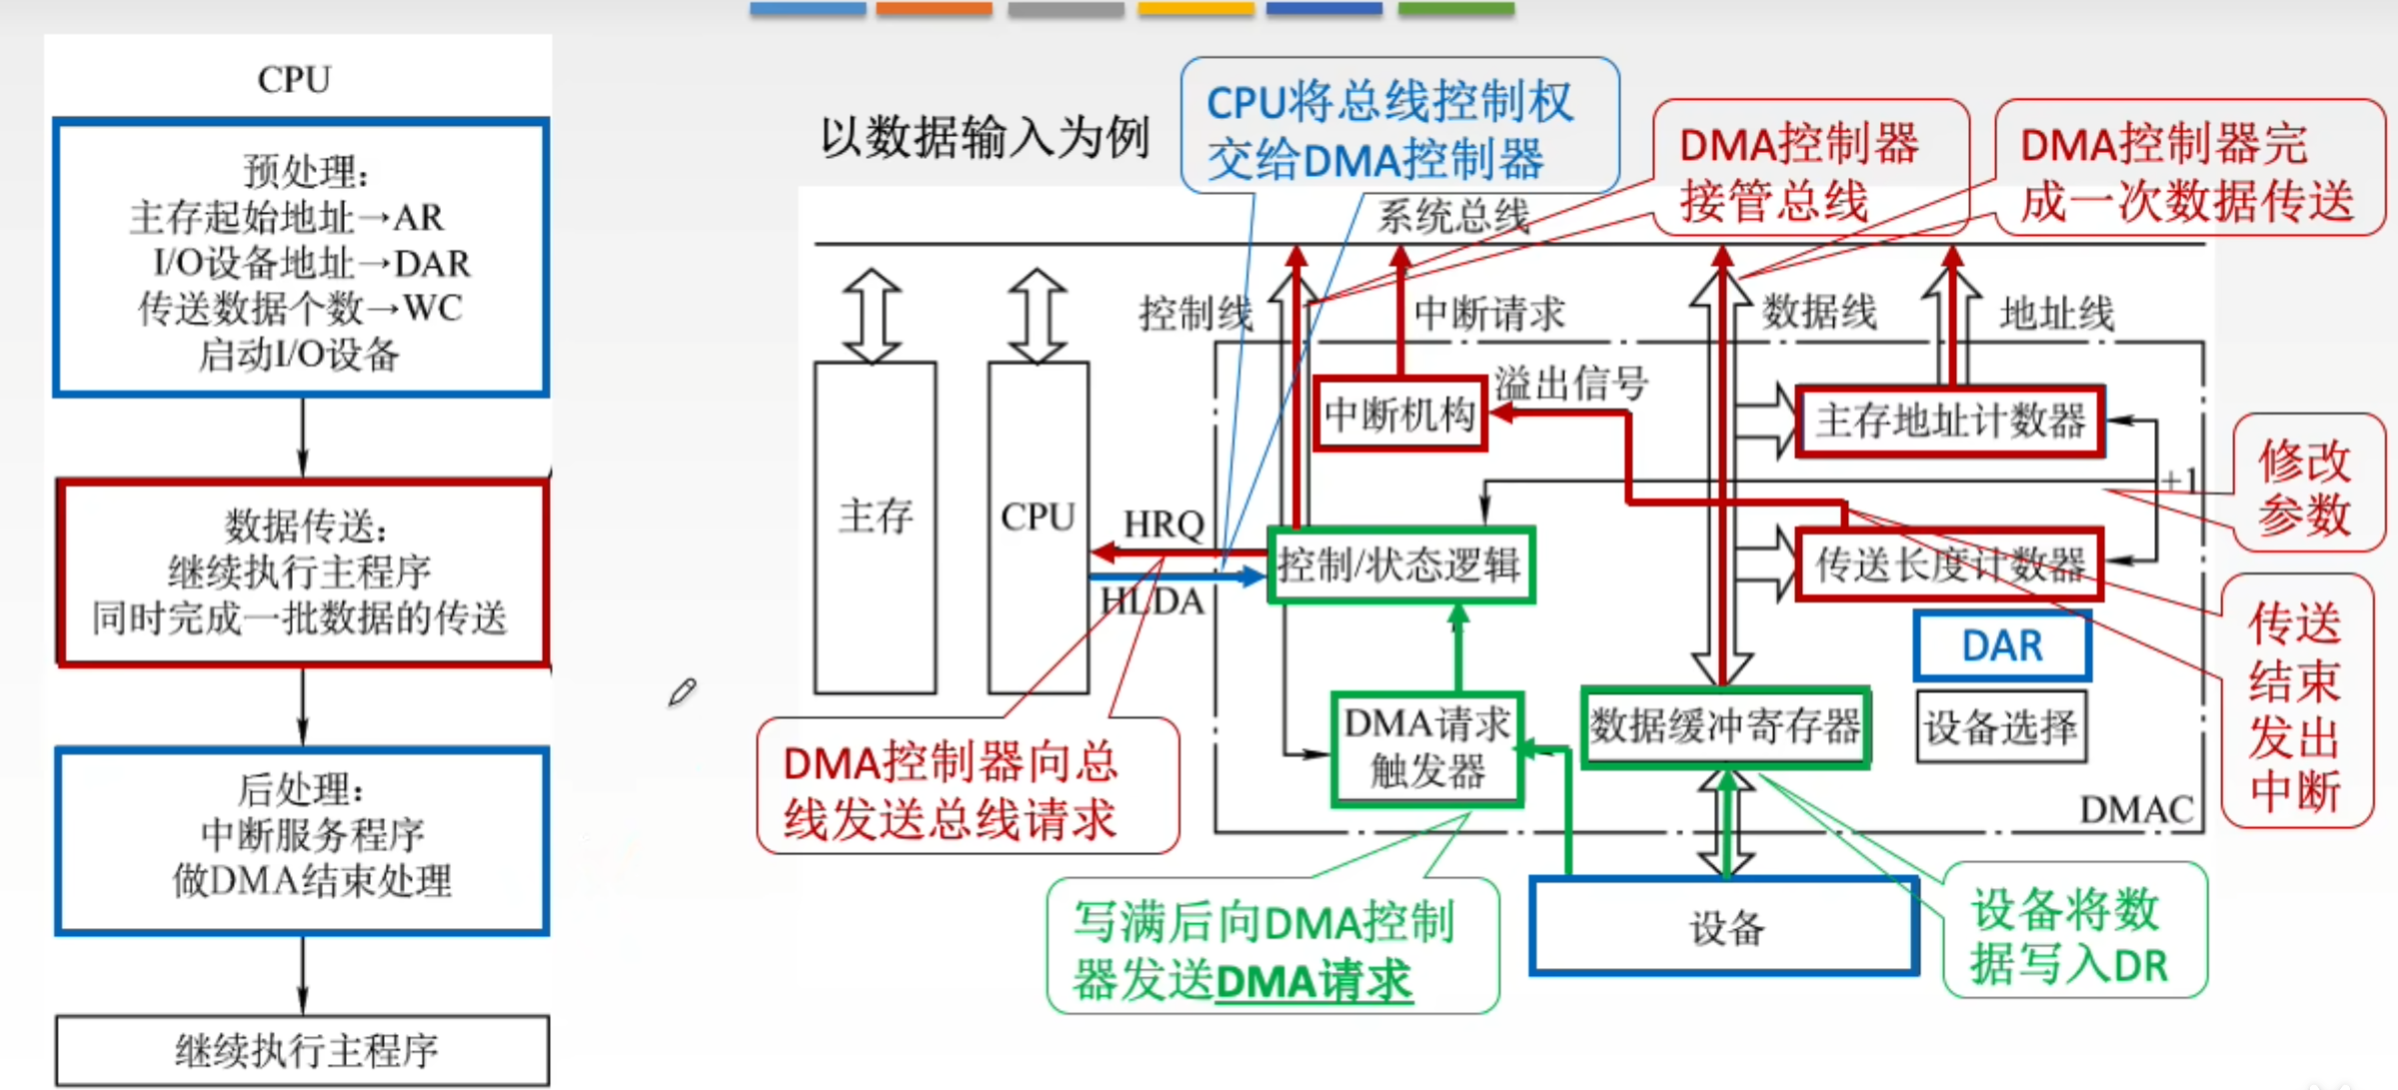 CPU
预处理：
主存起始地址→AR
I/O设备地址→DAR
传送数据个数→WC
启动I/O设备
数据传送：
继续执行主程序
同时完成一批数据的传送
后处理：
中断服务程序
做DMA结束处理
继续执行主程序
以数据输入为例
CPU将总线控制权
交给DMA控制器
DMA控制器
接管总线
DMA控制器完
成一次数据传送
系统总线
控制线
中断请求
数据线
地址线
溢出信号
中断机构
主存地址计数器
修改
参数
+1
主存
CPU
HRQ
HLDA
控制/状态逻辑
传送长度计数器
DAR
传送
结束
发出
中断
DMA请求
触发器
数据缓冲寄存器
设备选择
DMAC
DMA控制器向总
线发送总线请求
写满后向DMA控制
器发送DMA请求
设备
设备将数
据写入DR